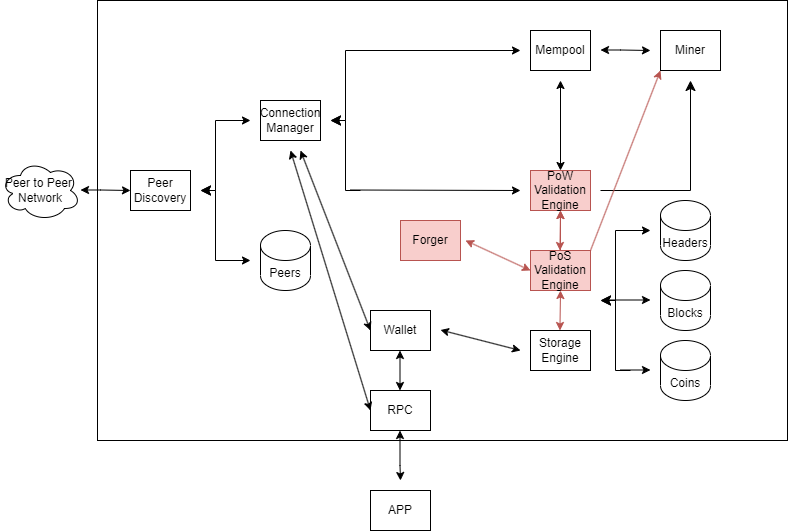 Mempool
Miner
Connection
Manager
Peer to Peer
Network
Peer
Discovery
PoW
Validation
Engine
Forger
Headers
Peers
PoS
Validation
Engine
Blocks
Wallet
Storage
Engine
Coins
RPC
APP